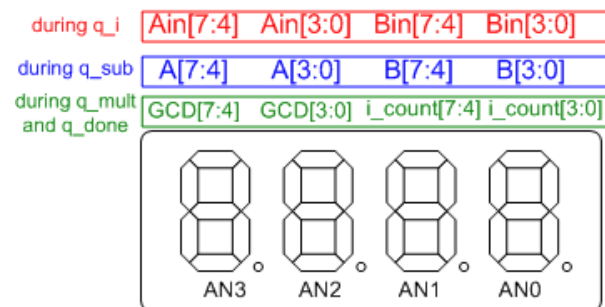 during q_i Ain[7:4] Ain[3:0] Bin[7:4] Bin[3:0]
during q_sub A[7:4] A[3:0] B[7:4] B[3:0]
during q_mult
and q_done GCD[7:4] GCD[3:0] i_count[7:4] i_count[3:0]
AN3 AN2 AN1 AN0